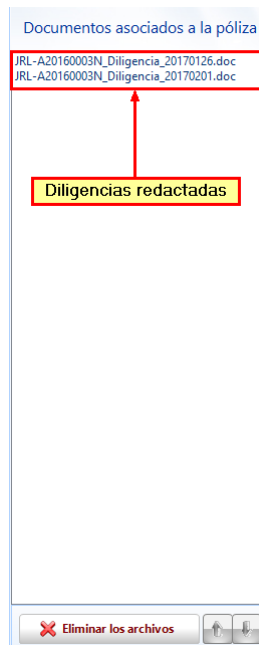 Documentos asociados a la póliza
JRL-A20160003N_Diligencia_20170126.doc
JRL-A20160003N_Diligencia_20170201.doc
Diligencias redactadas
Eliminar los archivos